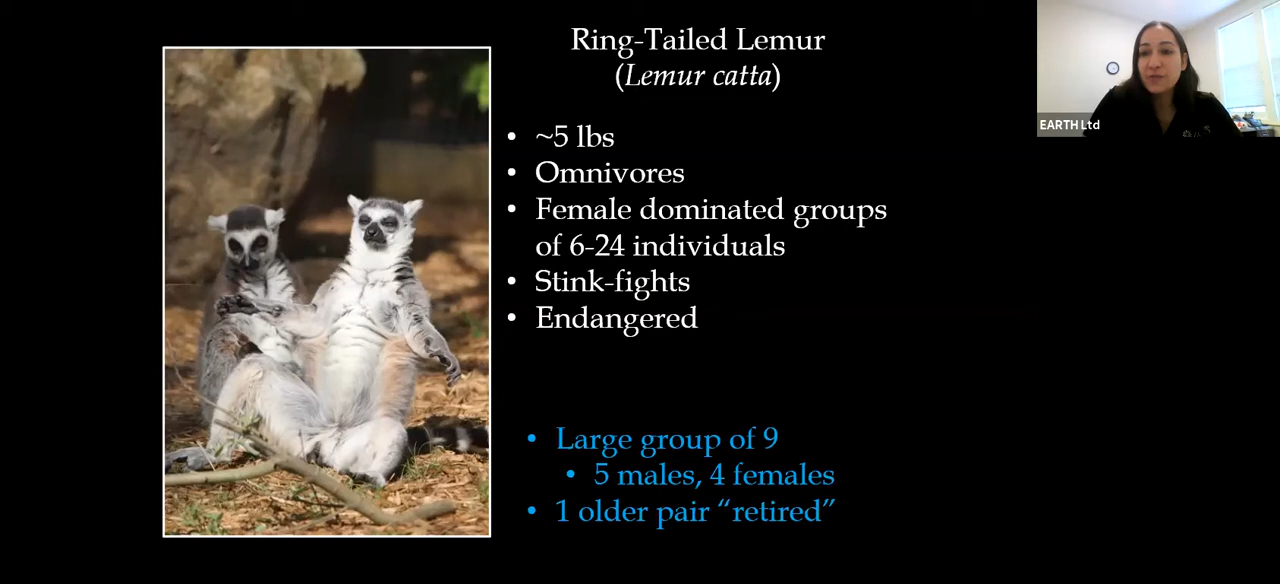 Ring-Tailed Lemur
(Lemur catta)
EARTH Ltd
• ~5 lbs
• Omnivores
• Female dominated groups
of 6-24 individuals
• Stink-fights
• Endangered
• Large group of 9
• 5 males, 4 females
• 1 older pair “retired”